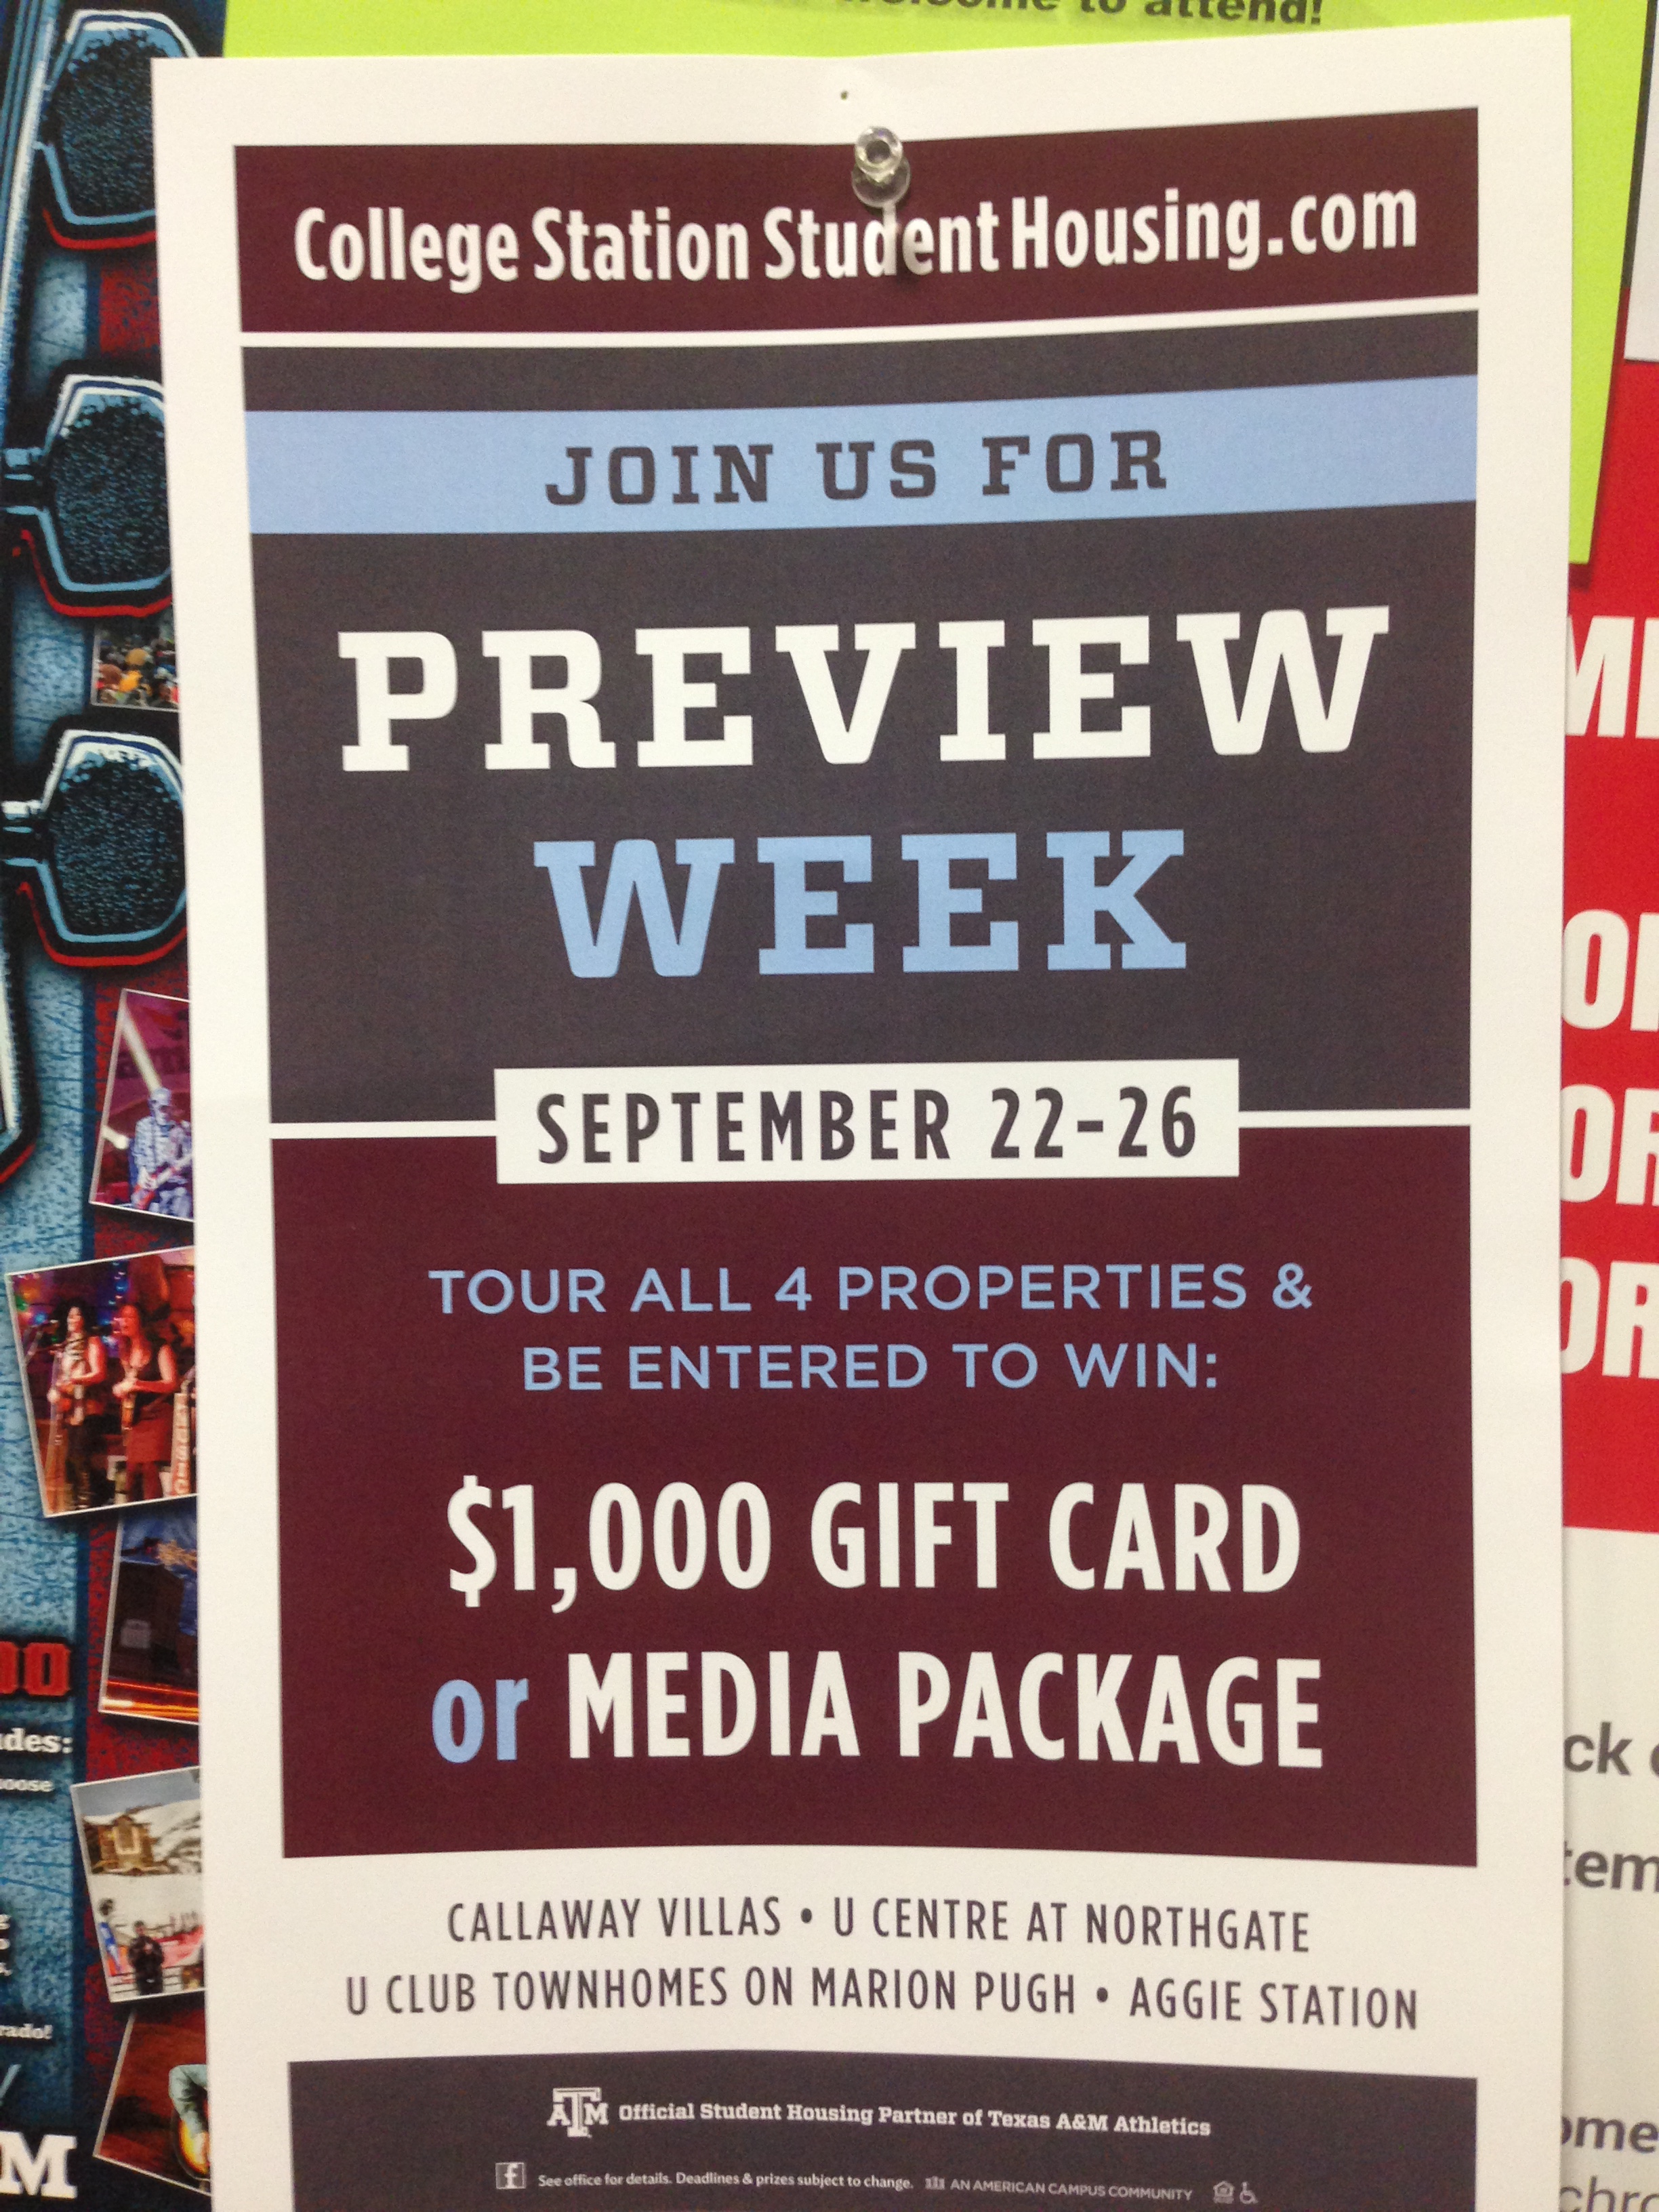 welcome to attend!
College Station Student Housing.com
JOIN US FOR
PREVIEW
WEEK
SEPTEMBER 22-26
TOUR ALL 4 PROPERTIES &
BE ENTERED TO WIN:
$1,000 GIFT CARD
or MEDIA PACKAGE
CALLAWAY VILLAS • U CENTRE AT NORTHGATE
U CLUB TOWNHOMES ON MARION PUGH • AGGIE STATION
ATM Official Student Housing Partner of Texas A&M Athletics
f See office for details. Deadlines & prizes subject to change. AN AMERICAN CAMPUS COMMUNITY